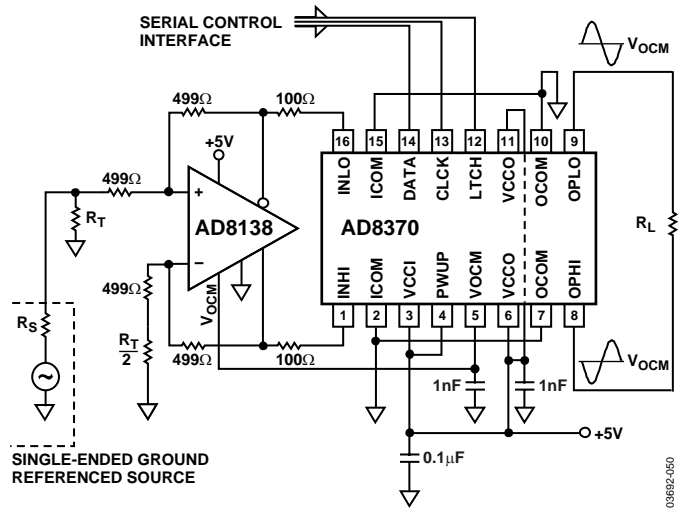 SERIAL CONTROL
INTERFACE
VOCM
499Ω
100Ω
+5V
16
15
14
13
12
11
10
9
INLO
ICOM
DATA
CLCK
LTCH
VCCO
OCOM
OPLO
499Ω
+
RT
AD8138
AD8370
RL
−
499Ω
VOCM
INHI
ICOM
VCCI
PWUP
VOCM
VCCO
OCOM
OPHI
RS
RT
2
499Ω
100Ω
1
2
3
4
5
6
7
8
VOCM
1nF
1nF
+5V
0.1µF
SINGLE-ENDED GROUND
REFERENCED SOURCE
03692-050